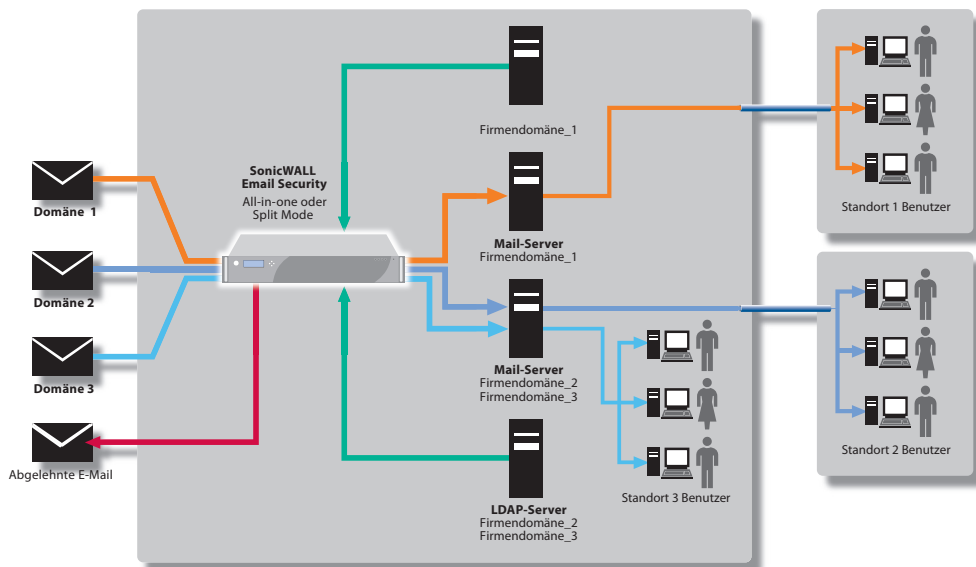 Firmendomäne_1
SonicWALL
Email Security
All-in-one oder
Split Mode
Domäne 1
Mail-Server
Firmendomäne_1
Standort 1 Benutzer
Domäne 2
Domäne 3
Mail-Server
Firmendomäne_2
Firmendomäne_3
Abgelehnte E-Mail
Standort 3 Benutzer
Standort 2 Benutzer
LDAP-Server
Firmendomäne_2
Firmendomäne_3